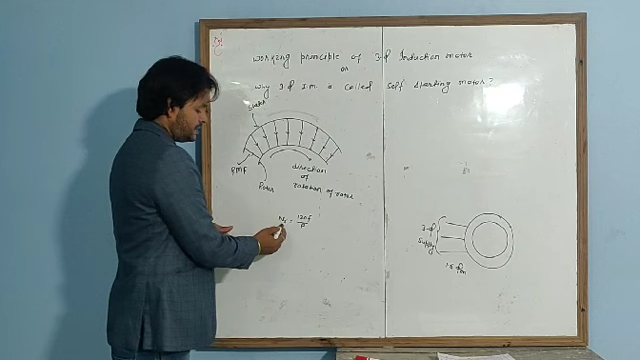 working principle of 3-φ Induction motor
or
Why 3-φ I.M. is called self starting motor?
stator
RMF
Rotor
direction
of
rotation of rotor
Ns = 120f
P
3-φ
supply